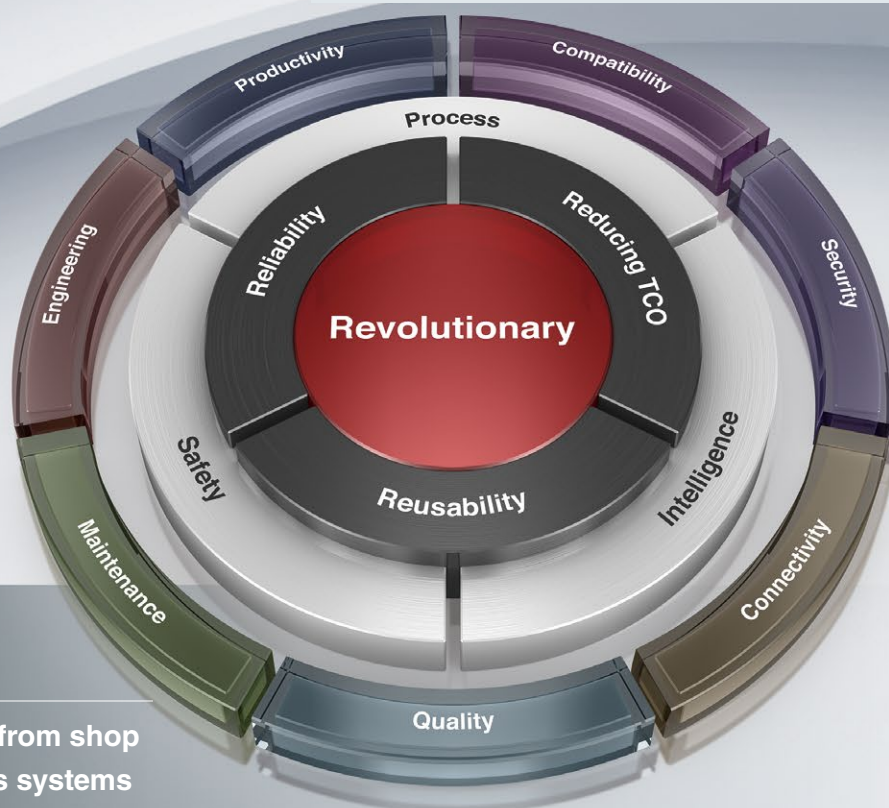 Productivity
Compatibility
Process
Reliability
Reducing TCO
Engineering
Security
Revolutionary
Safety
Intelligence
Reusability
Maintenance
Connectivity
Quality
from shop
s systems